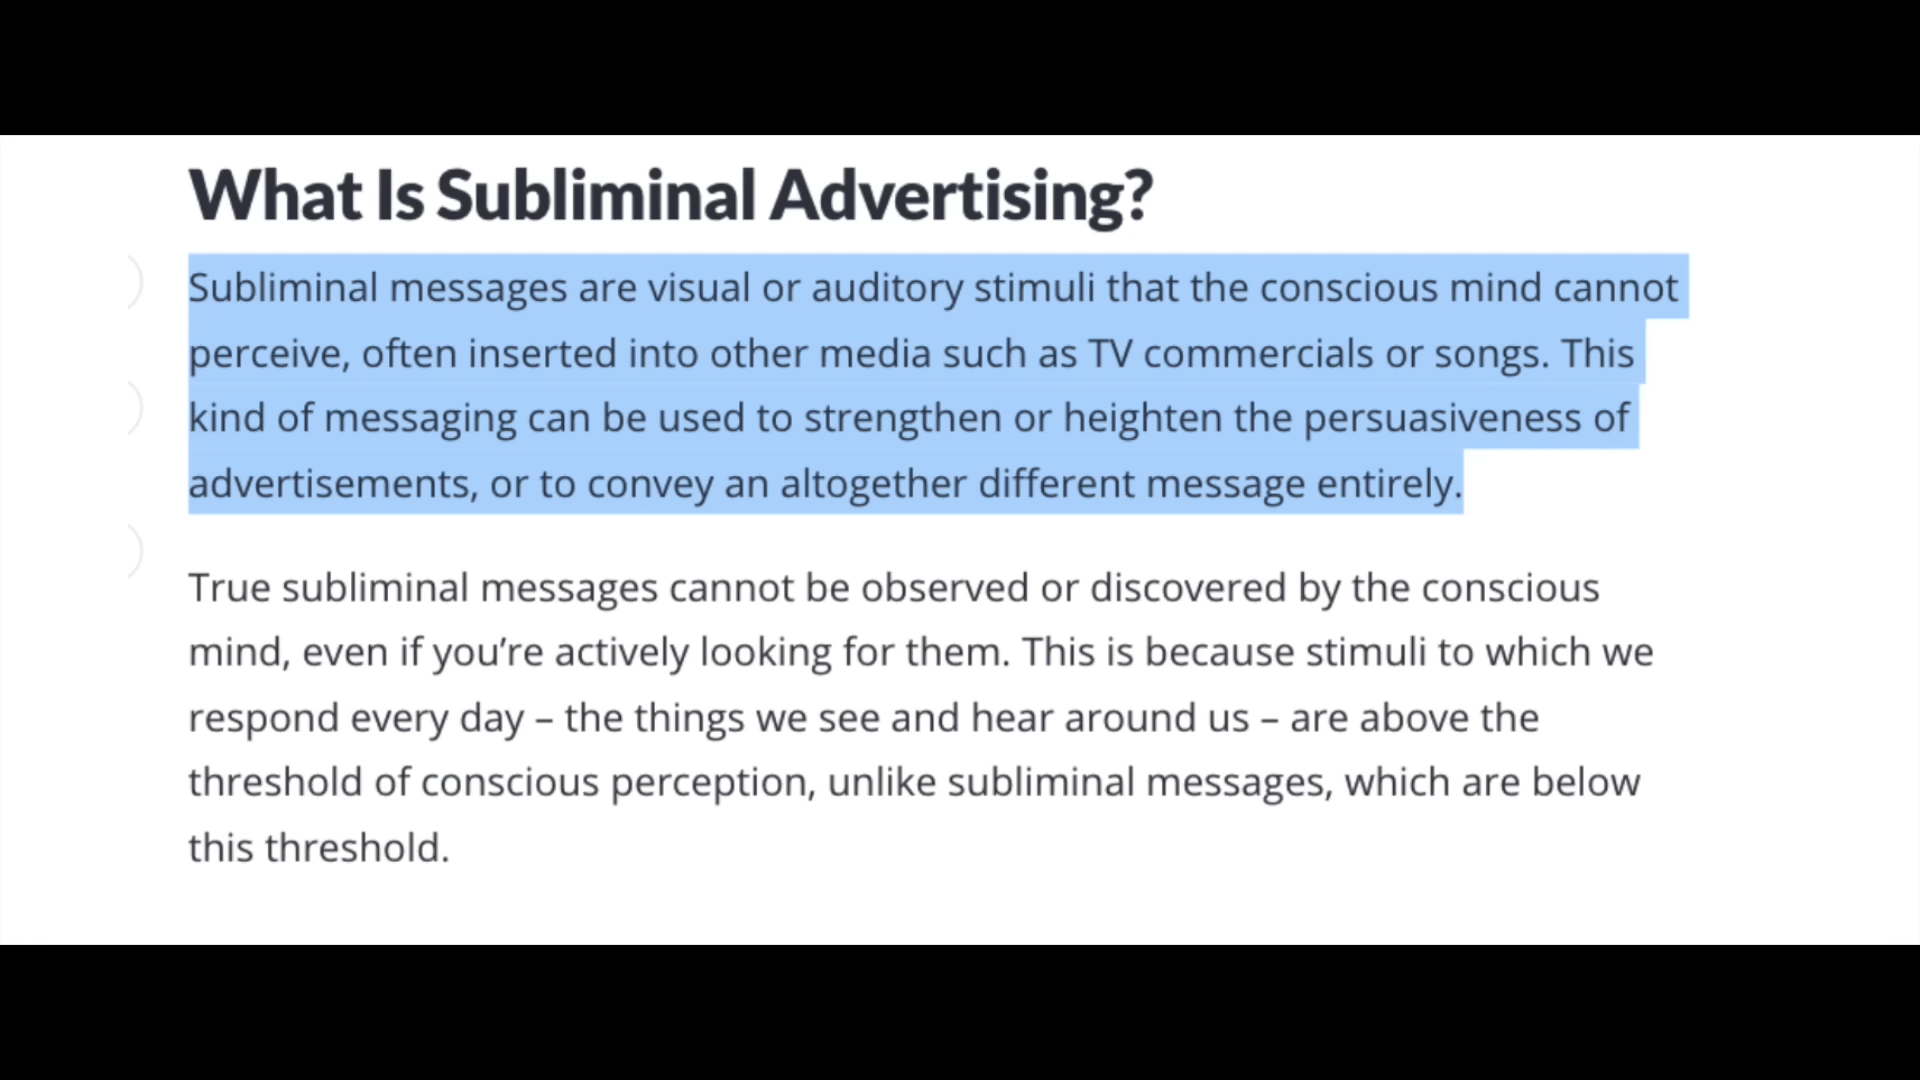 What Is Subliminal Advertising?
Subliminal messages are visual or auditory stimuli that the conscious mind cannot
perceive, often inserted into other media such as TV commercials or songs. This
kind of messaging can be used to strengthen or heighten the persuasiveness of
advertisements, or to convey an altogether different message entirely.
True subliminal messages cannot be observed or discovered by the conscious
mind, even if you’re actively looking for them. This is because stimuli to which we
respond every day – the things we see and hear around us – are above the
threshold of conscious perception, unlike subliminal messages, which are below
this threshold.